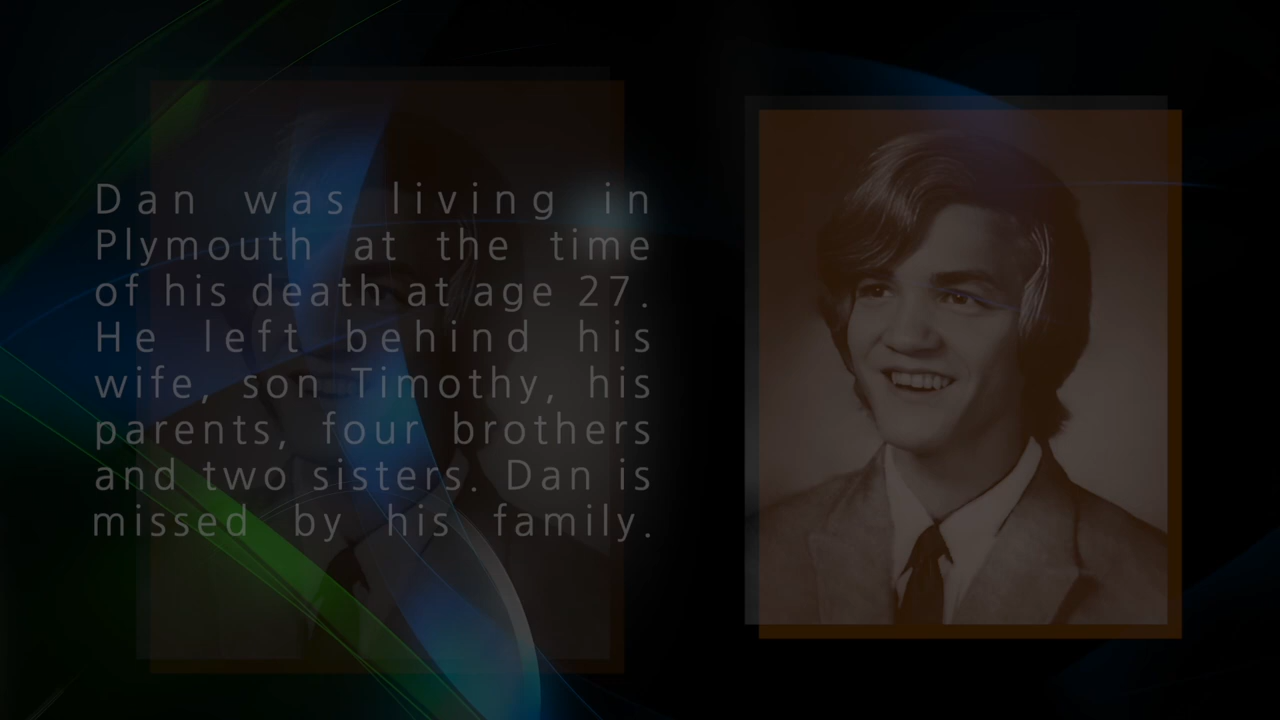 Dan was living in
Plymouth at the time
of his death at age 27.
He left behind his
wife, son Timothy, his
parents, four brothers
and two sisters. Dan is
missed by his family.